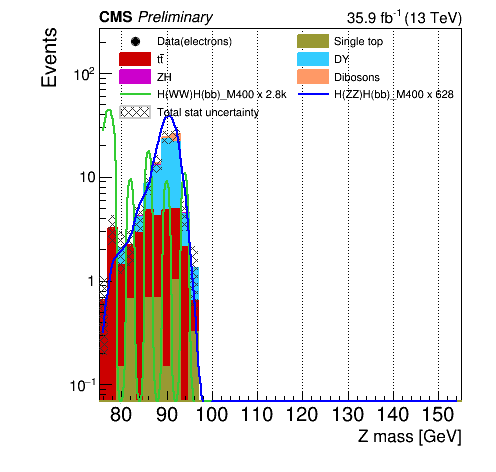 CMS Preliminary 35.9 fb⁻¹ (13 TeV)
Events
Data(electrons) Single top
tt̅ DY
ZH Dibosons
H(WW)H(bb)_M400 x 2.8k H(ZZ)H(bb)_M400 x 628
Total stat uncertainty
10²
10
1
10⁻¹
80 90 100 110 120 130 140 150
Z mass [GeV]